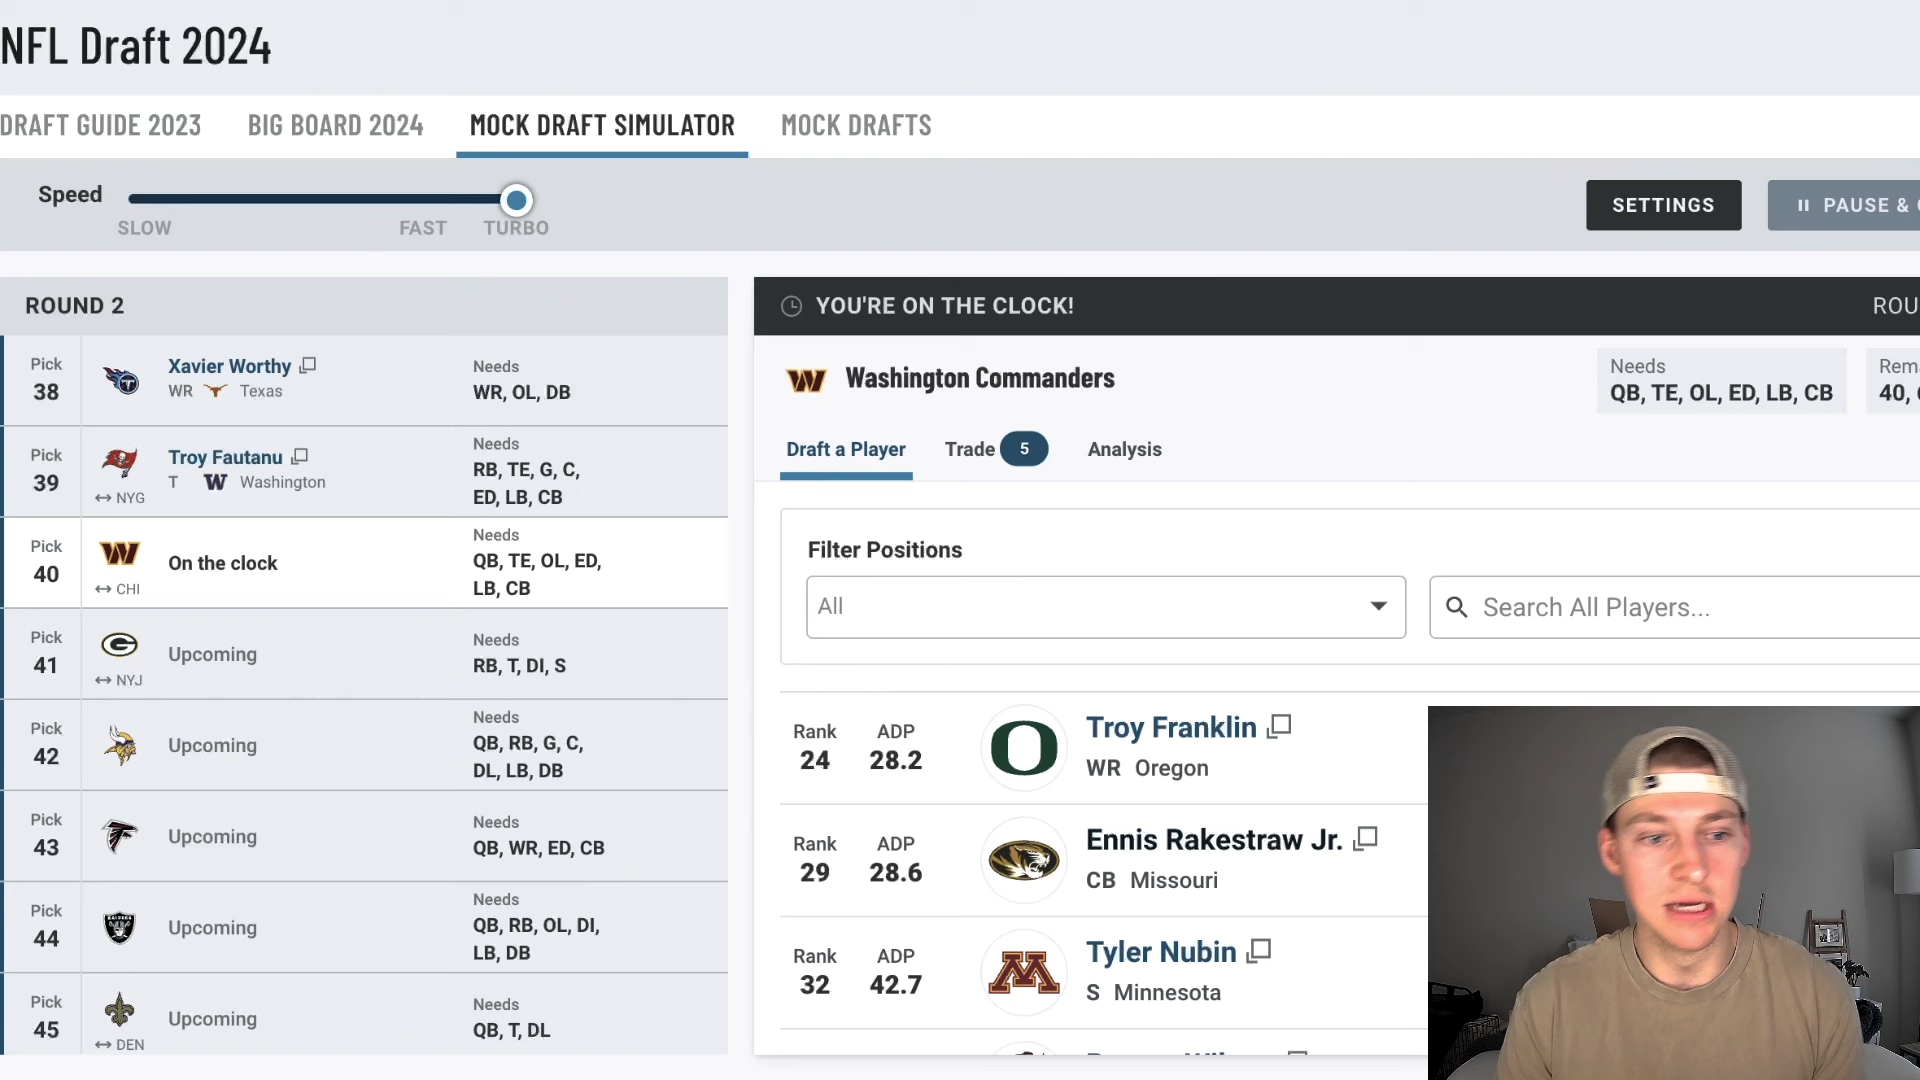 NFL Draft 2024
DRAFT GUIDE 2023 BIG BOARD 2024 MOCK DRAFT SIMULATOR MOCK DRAFTS
Speed
SLOW FAST TURBO
SETTINGS
PAUSE &
ROUND 2
Pick 38
Xavier Worthy
WR Texas
Needs
WR, OL, DB
Pick 39
NYG
Troy Fautanu
T W Washington
Needs
RB, TE, G, C,
ED, LB, CB
Pick 40
W
CHI
On the clock
Needs
QB, TE, OL, ED,
LB, CB
Pick 41
G
NYJ
Upcoming
Needs
RB, T, DI, S
Pick 42
Upcoming
Needs
QB, RB, G, C,
DL, LB, DB
Pick 43
Upcoming
Needs
QB, WR, ED, CB
Pick 44
RAIDERS
Upcoming
Needs
QB, RB, OL, DI,
LB, DB
Pick 45
DEN
Upcoming
Needs
QB, T, DL
YOU'RE ON THE CLOCK!
ROU
W Washington Commanders
Needs
QB, TE, OL, ED, LB, CB
Rem
40,
Draft a Player Trade 5 Analysis
Filter Positions
All
Search All Players...
Rank 24
ADP 28.2
O
Troy Franklin
WR Oregon
Rank 29
ADP 28.6
Ennis Rakestraw Jr.
CB Missouri
Rank 32
ADP 42.7
M
Tyler Nubin
S Minnesota